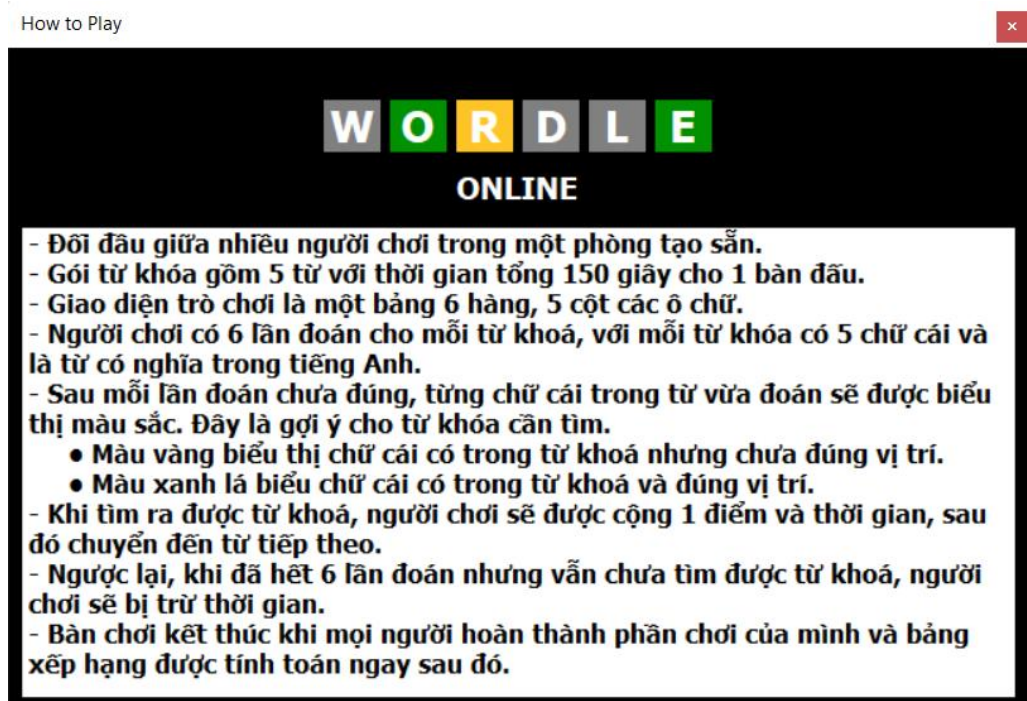 How to Play
WORDLE
ONLINE
- Đối đầu giữa nhiều người chơi trong một phòng tạo sẵn.
- Gói từ khóa gồm 5 từ với thời gian tổng 150 giây cho 1 bàn đấu.
- Giao diện trò chơi là một bảng 6 hàng, 5 cột các ô chữ.
- Người chơi có 6 lần đoán cho mỗi từ khoá, với mỗi từ khóa có 5 chữ cái và
là từ có nghĩa trong tiếng Anh.
- Sau mỗi lần đoán chưa đúng, từng chữ cái trong từ vừa đoán sẽ được biểu
thị màu sắc. Đây là gợi ý cho từ khóa cần tìm.
● Màu vàng biểu thị chữ cái có trong từ khoá nhưng chưa đúng vị trí.
● Màu xanh lá biểu chữ cái có trong từ khoá và đúng vị trí.
- Khi tìm ra được từ khoá, người chơi sẽ được cộng 1 điểm và thời gian, sau
đó chuyển đến từ tiếp theo.
- Ngược lại, khi đã hết 6 lần đoán nhưng vẫn chưa tìm được từ khoá, người
chơi sẽ bị trừ thời gian.
- Bàn chơi kết thúc khi mọi người hoàn thành phần chơi của mình và bảng
xếp hạng được tính toán ngay sau đó.